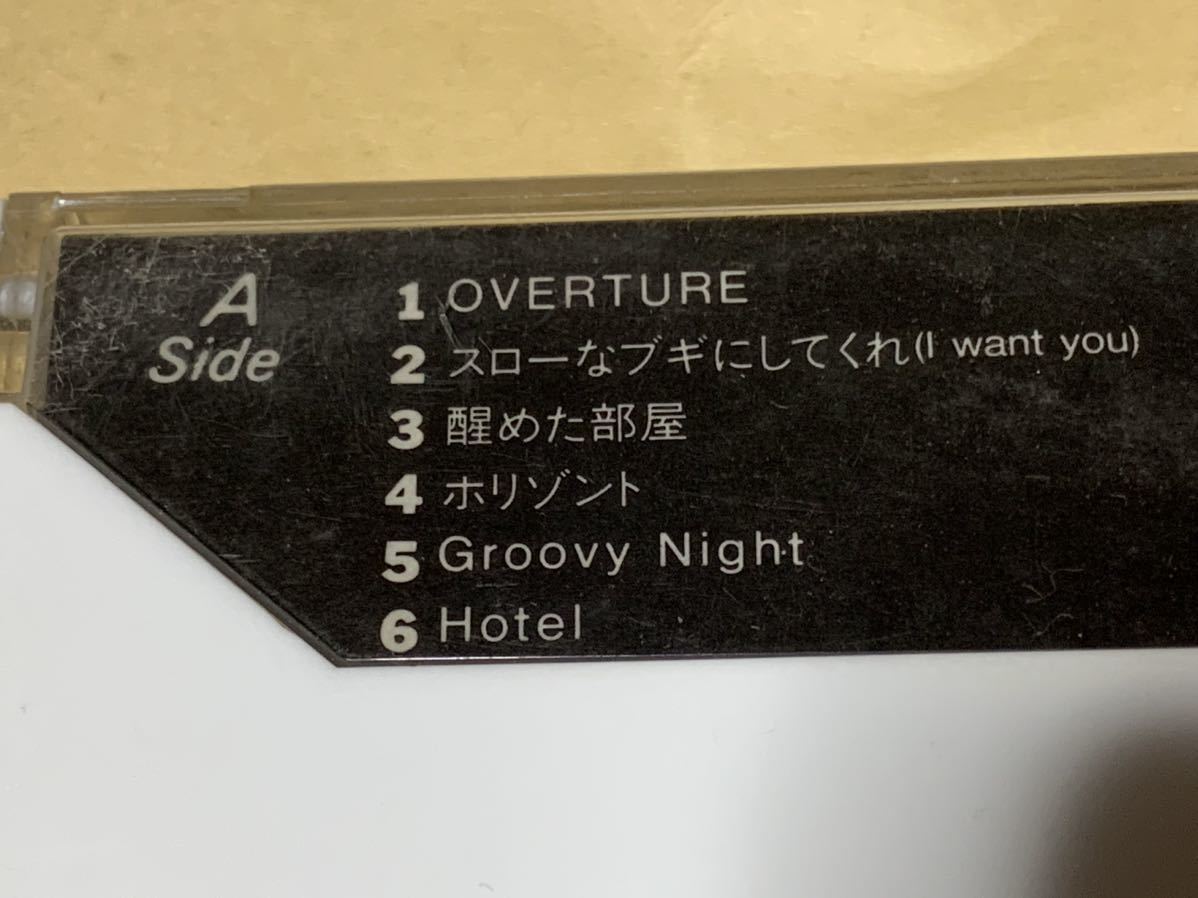 A
Side
1 OVERTURE
2 スローなブギにしてくれ(I want you)
3 醒めた部屋
4 ホリゾント
5 Groovy Night
6 Hotel